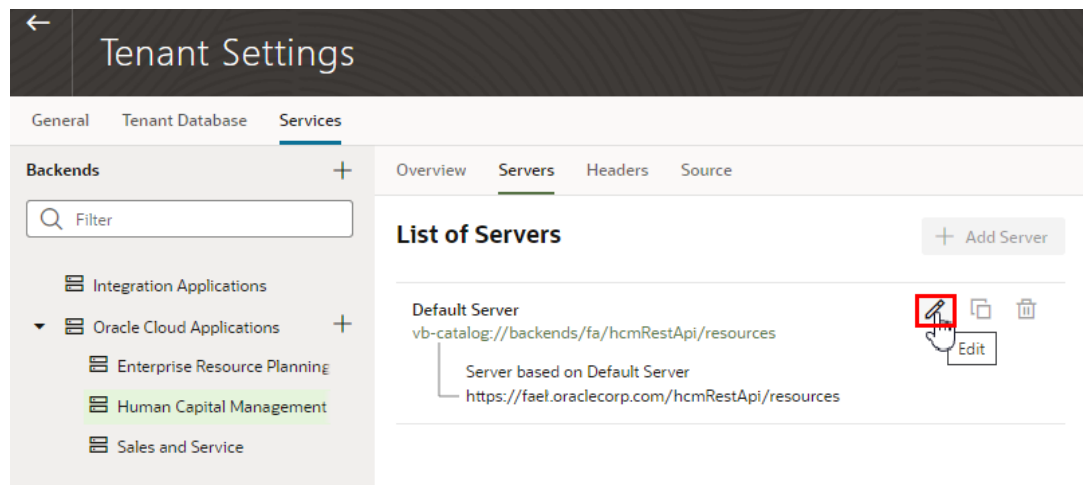 Tenant Settings
General Tenant Database Services
Backends
Filter
Integration Applications
Oracle Cloud Applications
Enterprise Resource Planning
Human Capital Management
Sales and Service
Overview Servers Headers Source
List of Servers
Add Server
Default Server
vb-catalog://backends/fa/hcmRestApi/resources
Edit
Server based on Default Server
https://faeł.oraclecorp.com/hcmRestApi/resources